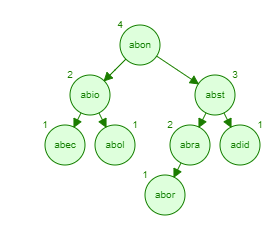 4
abon
2 3
abio abst
1 1 2 1
abec abol abra adid
1
abor